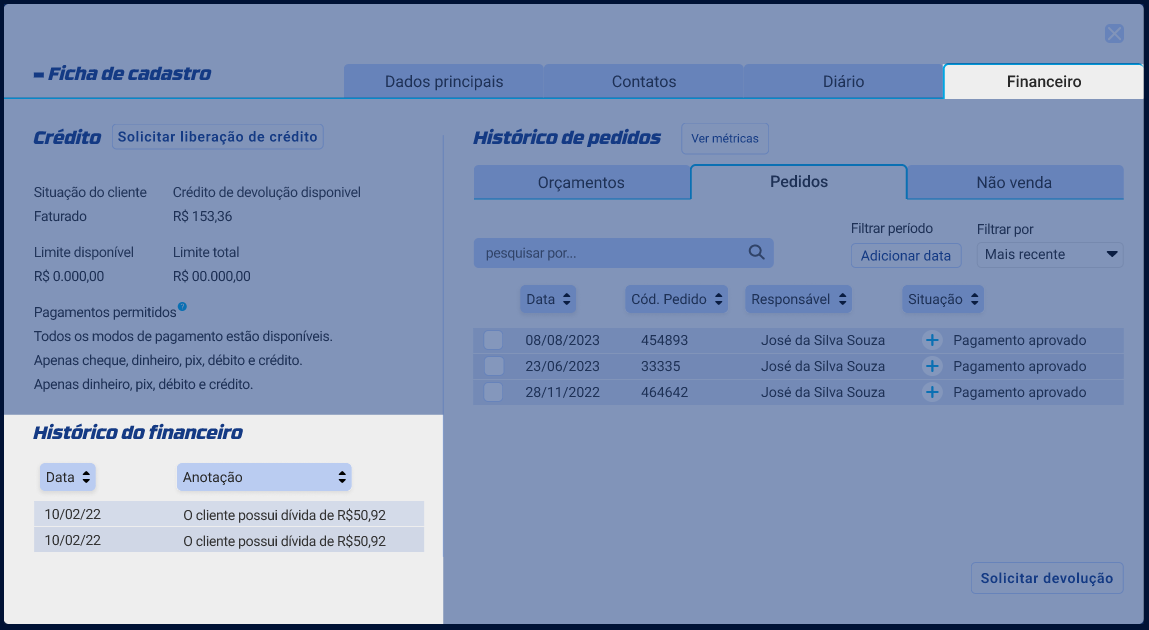 Ficha de cadastro
Dados principais
Contatos
Diário
Financeiro
Crédito
Solicitar liberação de crédito
Situação do cliente
Crédito de devolução disponivel
Faturado
R$ 153,36
Limite disponível
Limite total
R$ 0.000,00
R$ 00.000,00
Pagamentos permitidos ?
Todos os modos de pagamento estão disponíveis.
Apenas cheque, dinheiro, pix, débito e crédito.
Apenas dinheiro, pix, débito e crédito.
Histórico do financeiro
Data
Anotação
10/02/22 O cliente possui dívida de R$50,92
10/02/22 O cliente possui dívida de R$50,92
Histórico de pedidos
Ver métricas
Orçamentos
Pedidos
Não venda
pesquisar por...
Filtrar período
Adicionar data
Filtrar por
Mais recente
Data
Cód. Pedido
Responsável
Situação
08/08/2023 454893 José da Silva Souza + Pagamento aprovado
23/06/2023 33335 José da Silva Souza + Pagamento aprovado
28/11/2022 464642 José da Silva Souza + Pagamento aprovado
Solicitar devolução